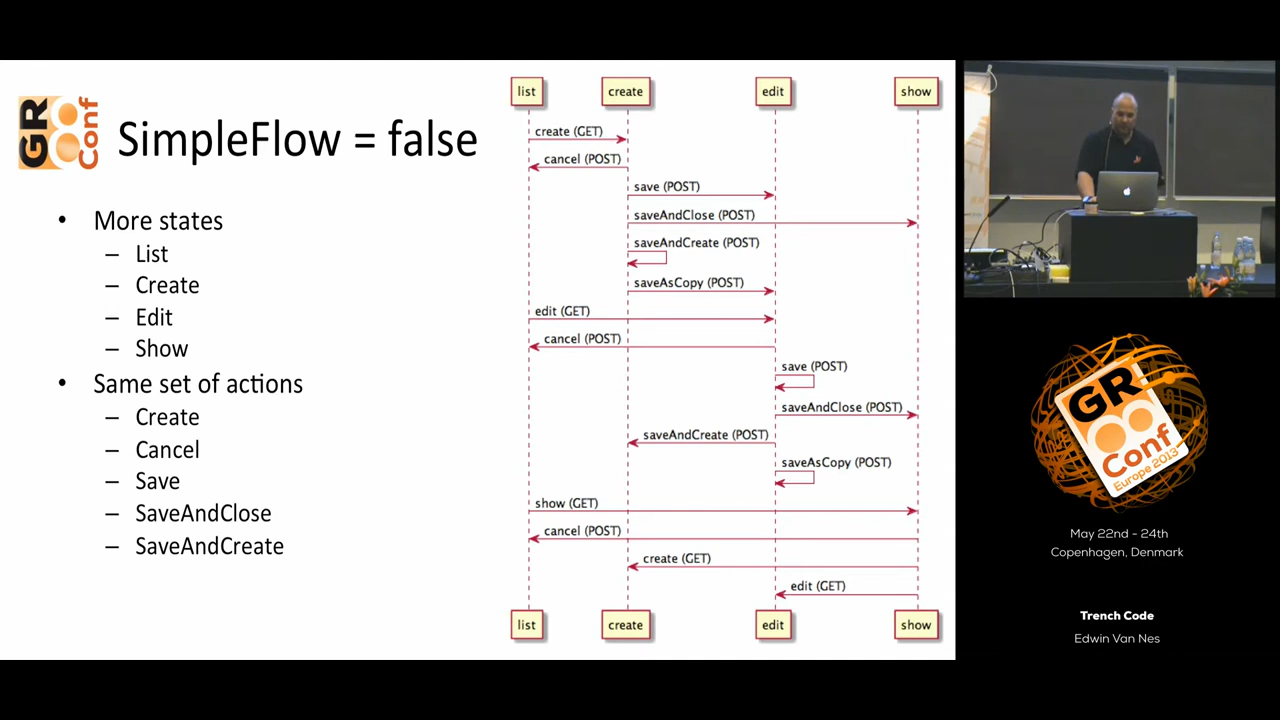 GR8 Conf
SimpleFlow = false
• More states
– List
– Create
– Edit
– Show
• Same set of actions
– Create
– Cancel
– Save
– SaveAndClose
– SaveAndCreate
list create edit show
create (GET)
cancel (POST)
save (POST)
saveAndClose (POST)
saveAndCreate (POST)
saveAsCopy (POST)
edit (GET)
cancel (POST)
save (POST)
saveAndClose (POST)
saveAndCreate (POST)
saveAsCopy (POST)
show (GET)
cancel (POST)
create (GET)
edit (GET)
list create edit show
GR8
Conf
Europe 2013
May 22nd - 24th
Copenhagen, Denmark
Trench Code
Edwin Van Nes